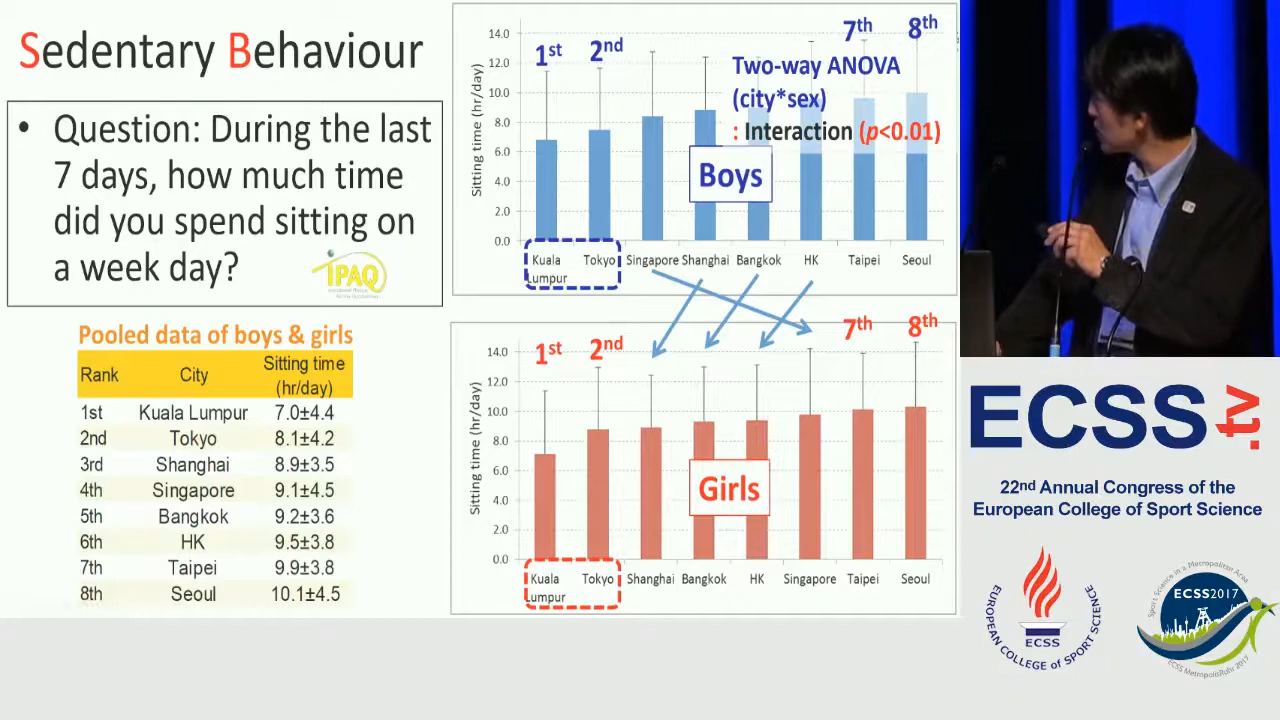 Sedentary Behaviour
• Question: During the last
7 days, how much time
did you spend sitting on
a week day?
iPAQ
Pooled data of boys & girls
Rank City Sitting time
(hr/day)
1st Kuala Lumpur 7.0±4.4
2nd Tokyo 8.1±4.2
3rd Shanghai 8.9±3.5
4th Singapore 9.1±4.5
5th Bangkok 9.2±3.6
6th HK 9.5±3.8
7th Taipei 9.9±3.8
8th Seoul 10.1±4.5
Sitting time (hr/day)
14.0
12.0
10.0
8.0
6.0
4.0
2.0
0.0
1st 2nd 7th 8th
Two-way ANOVA
(city*sex)
: Interaction (p<0.01)
Boys
Kuala Lumpur Tokyo Singapore Shanghai Bangkok HK Taipei Seoul
Sitting time (hr/day)
14.0
12.0
10.0
8.0
6.0
4.0
2.0
0.0
1st 2nd 7th 8th
Girls
Kuala Lumpur Tokyo Shanghai Bangkok HK Singapore Taipei Seoul
ECSS.tv
22nd Annual Congress of the
European College of Sport Science
EUROPEAN COLLEGE OF SPORT SCIENCE
ECSS
Sport Science in a Metropolitan Area
ECSS2017
ECSS MetropolisRuhr 2017